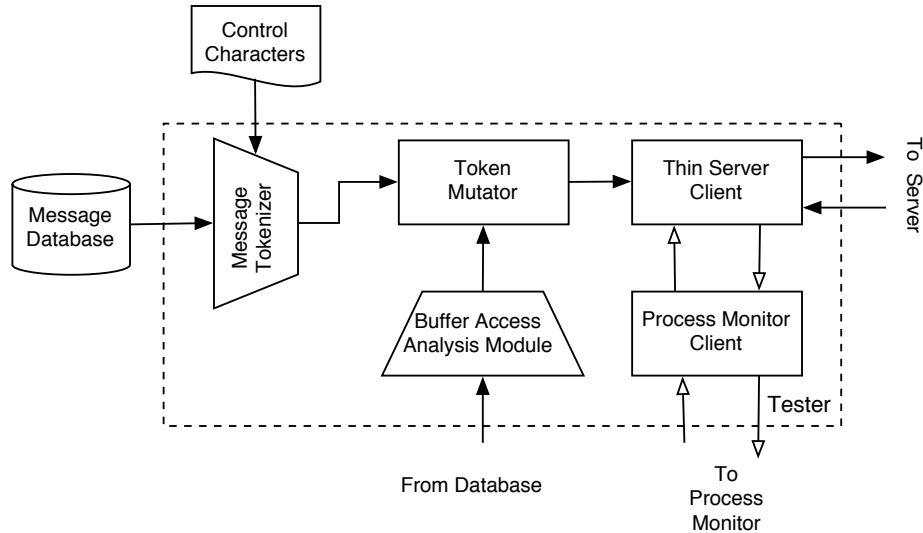 Control
Characters
Message
Database
Message
Tokenizer
Token
Mutator
Thin Server
Client
To Server
Buffer Access
Analysis Module
Process Monitor
Client
Tester
From Database
To
Process
Monitor